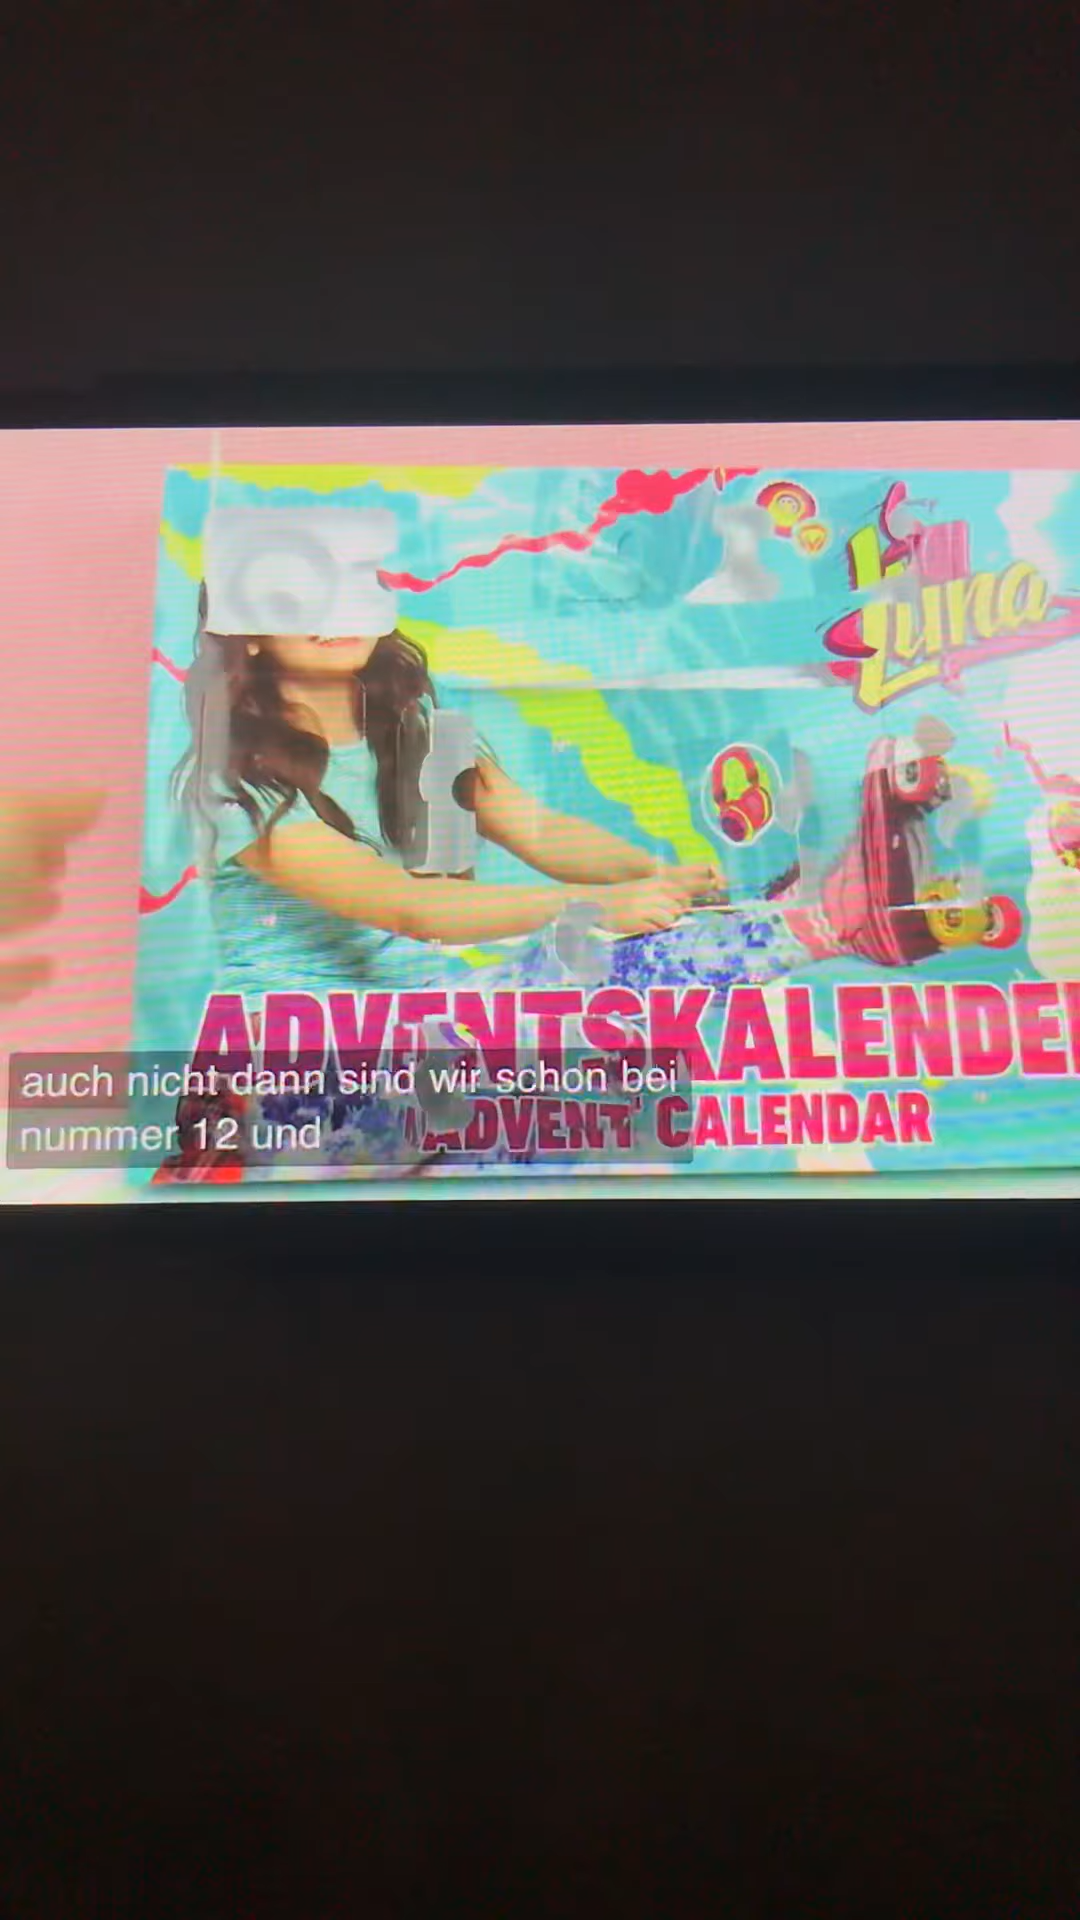 Luna
ADVENTSKALENDE
ADVENT CALENDAR
auch nicht dann sind wir schon bei
nummer 12 und